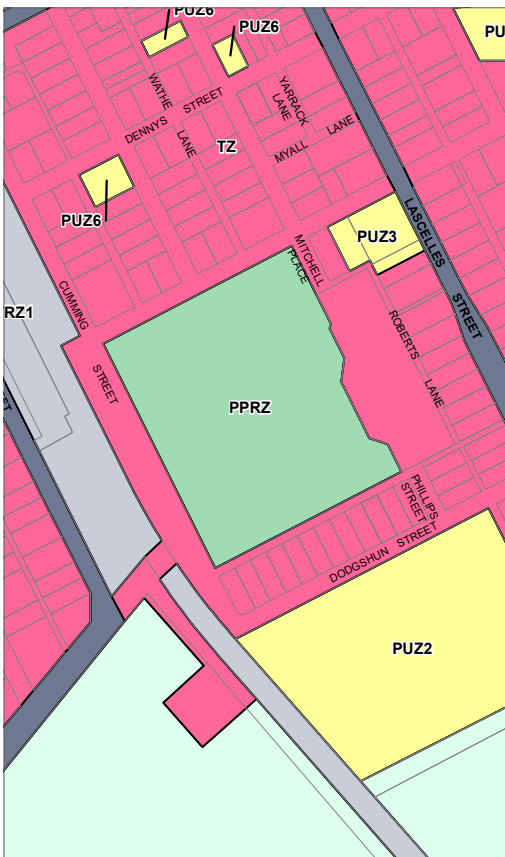 PUZ6
PUZ6
PU
WATHE
LANE
DENNYS STREET
YARRACK
LANE
MYALL LANE
TZ
PUZ6
PUZ3
LASCELLES
STREET
MITCHELL
PLACE
CUMMING
STREET
RZ1
ROBERTS
LANE
PPRZ
PHILLIPS
STREET
DODGSHUN STREET
PUZ2